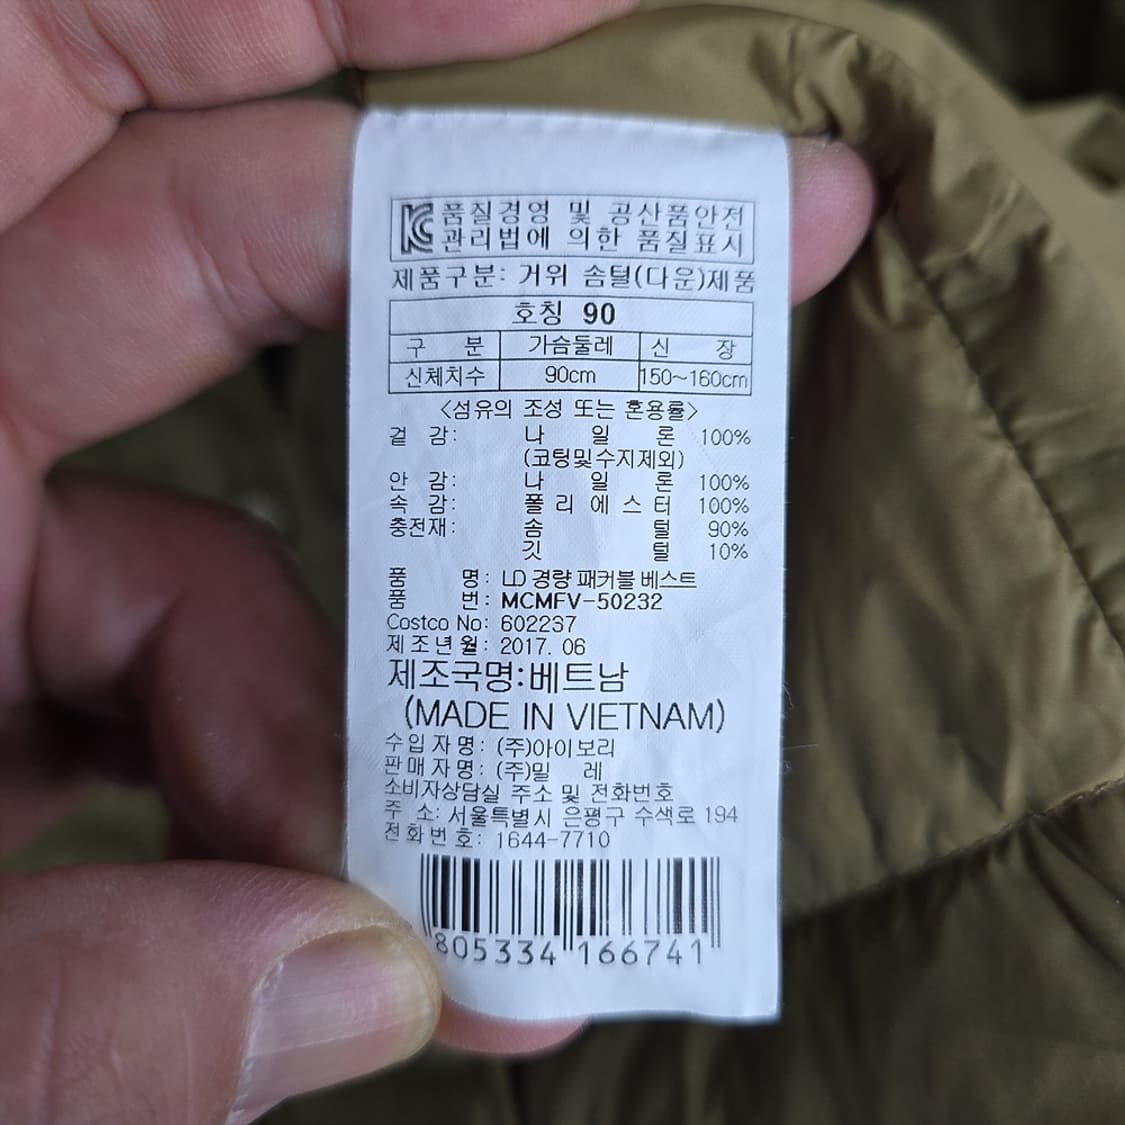 품질경영 및 공산품안전
관리법에 의한 품질표시
제품구분: 거위 솜털(다운)제품
호칭 90
구 분 가슴둘레 신 장
신체치수 90cm 150~160cm
<섬유의 조성 또는 혼용률>
겉 감: 나 일 론 100%
(코팅및수지제외)
안 감: 나 일 론 100%
속 감: 폴 리 에 스 터 100%
충전재: 솜 털 90%
깃 털 10%
품 명: LD 경량 패커블 베스트
품 번: MCMFV-50232
Costco No: 602237
제조년월: 2017. 06
제조국명:베트남
(MADE IN VIETNAM)
수입자명: (주)아이보리
판매자명: (주)밀 레
소비자상담실 주소 및 전화번호
주 소: 서울특별시 은평구 수색로 194
전화번호: 1644-7710
805334 166741